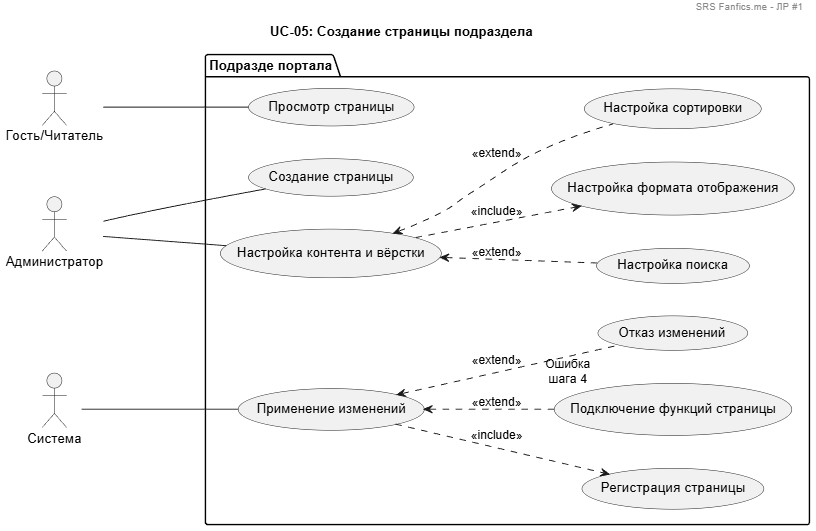 SRS Fanfics.me - ЛР #1
UC-05: Создание страницы подраздела
Подразде портала
Гость/Читатель
Просмотр страницы
Настройка сортировки
«extend»
Создание страницы
Настройка формата отображения
«include»
Администратор
Настройка контента и вёрстки
«extend»
Настройка поиска
Отказ изменений
«extend»
Ошибка
шага 4
Система
Применение изменений
«extend»
Подключение функций страницы
«include»
Регистрация страницы